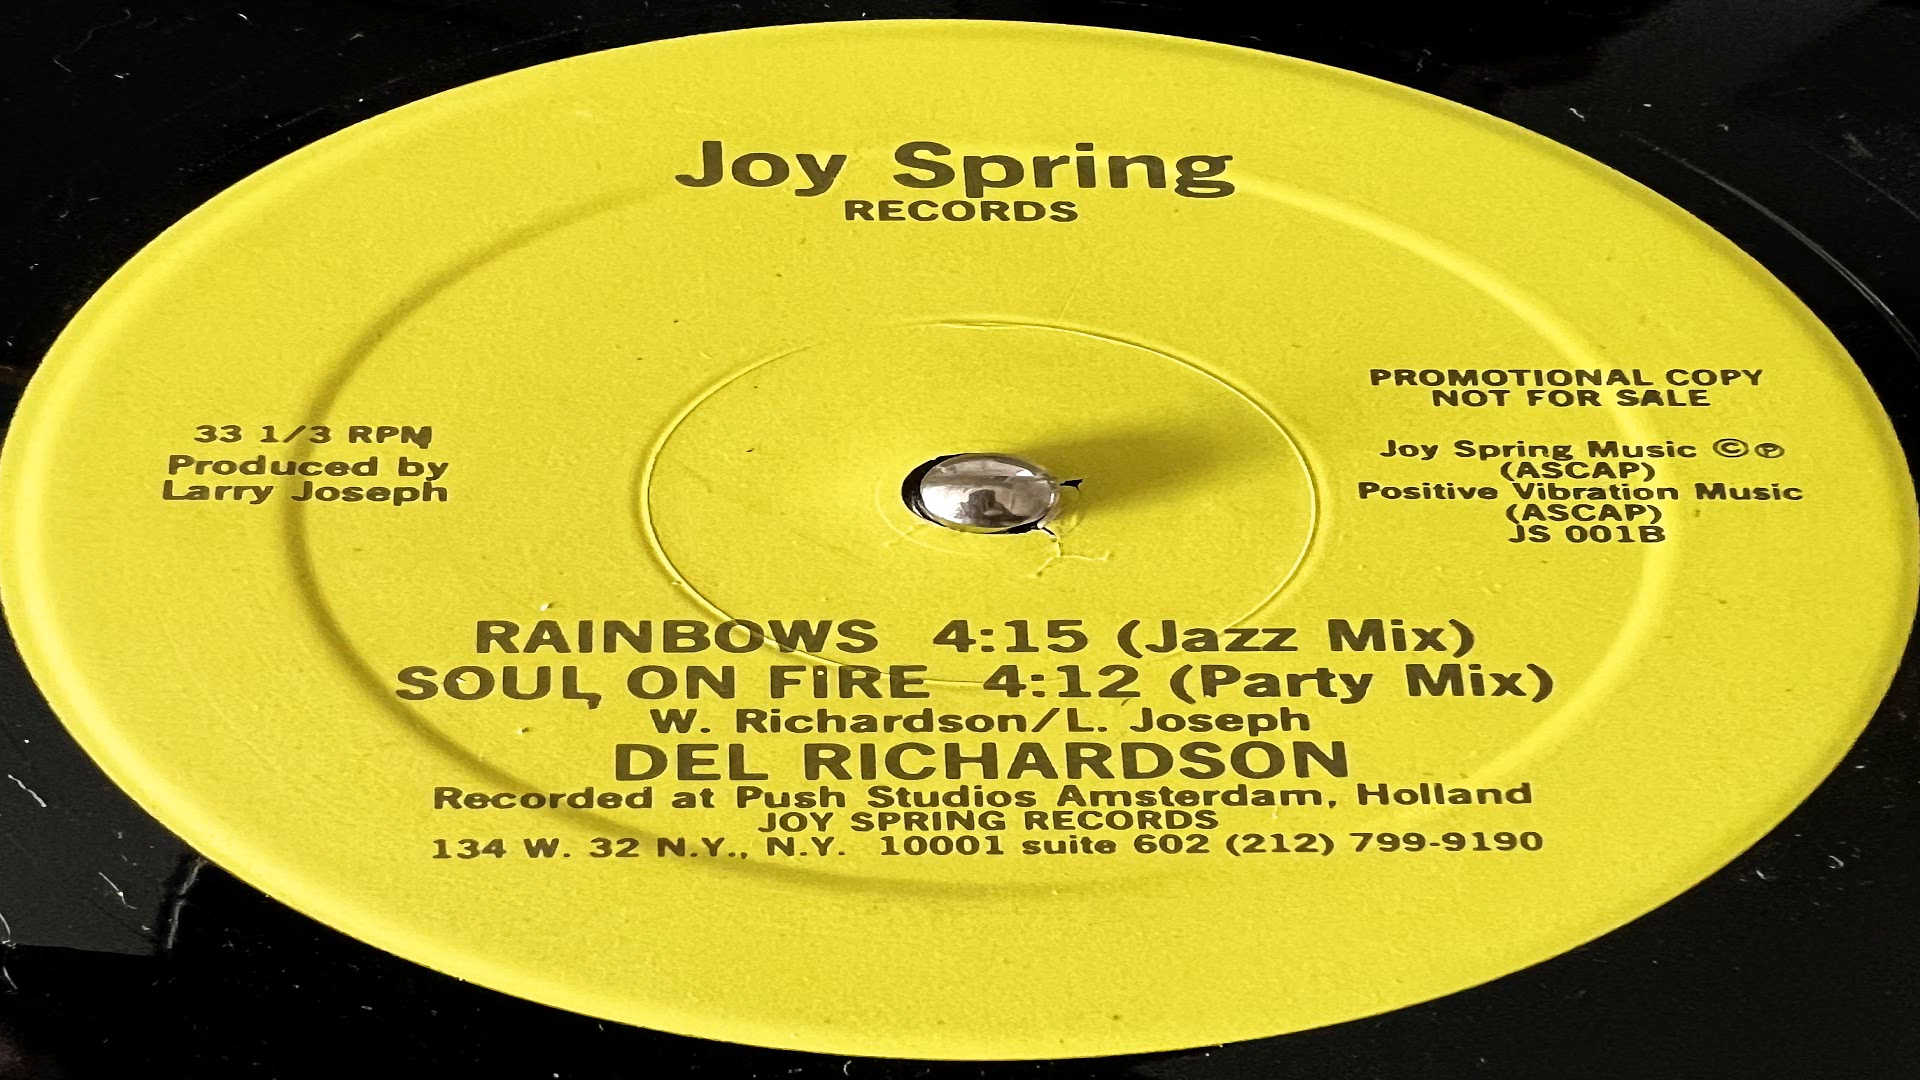 Joy Spring
RECORDS
33 1/3 RPM
Produced by
Larry Joseph
PROMOTIONAL COPY
NOT FOR SALE
Joy Spring Music ©℗
(ASCAP)
Positive Vibration Music
(ASCAP)
JS 001B
RAINBOWS 4:15 (Jazz Mix)
SOUL ON FIRE 4:12 (Party Mix)
W. Richardson/L. Joseph
DEL RICHARDSON
Recorded at Push Studios Amsterdam, Holland
JOY SPRING RECORDS
134 W. 32 N.Y., N.Y. 10001 suite 602 (212) 799-9190